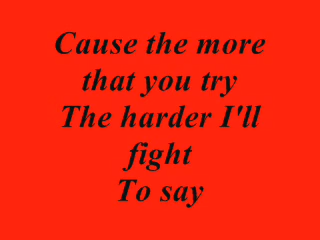 Cause the more
that you try
The harder I'll
fight
To say